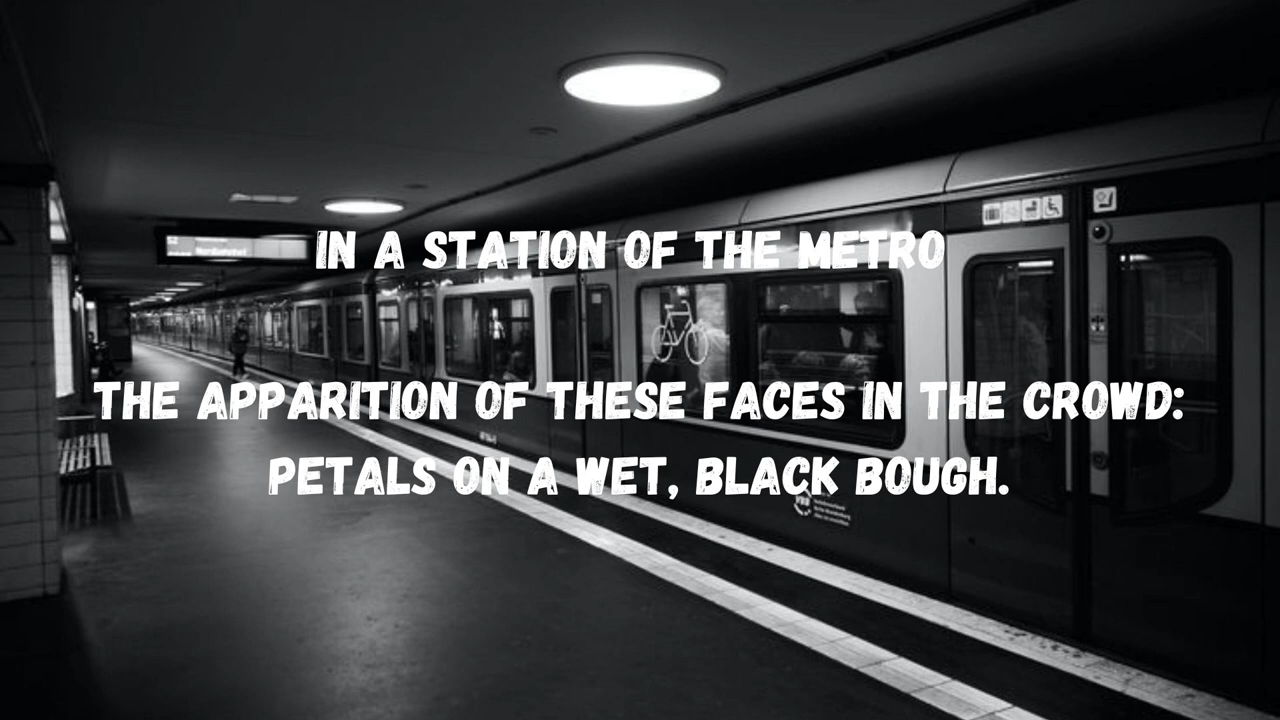 IN A STATION OF THE METRO
THE APPARITION OF THESE FACES IN THE CROWD:
PETALS ON A WET, BLACK BOUGH.